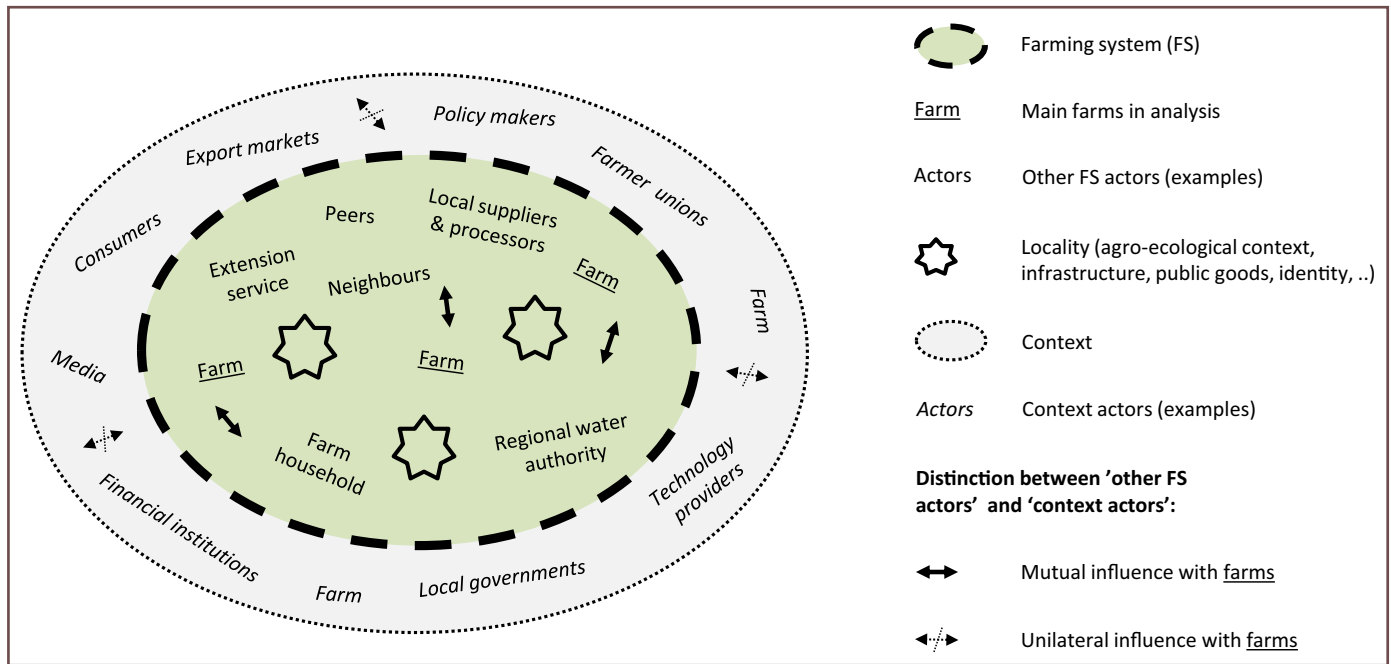 Policy makers
Export markets
Farmer unions
Consumers
Peers
Local suppliers
& processors
Extension
service
Neighbours
Farm
Farm
Media
Farm
Farm
Farm
household
Regional water
authority
Technology
providers
Financial institutions
Farm
Local governments
Farming system (FS)
Farm
Main farms in analysis
Actors
Other FS actors (examples)
Locality (agro-ecological context,
infrastructure, public goods, identity, ..)
Context
Actors
Context actors (examples)
Distinction between ’other FS
actors’ and ‘context actors’:
Mutual influence with farms
Unilateral influence with farms